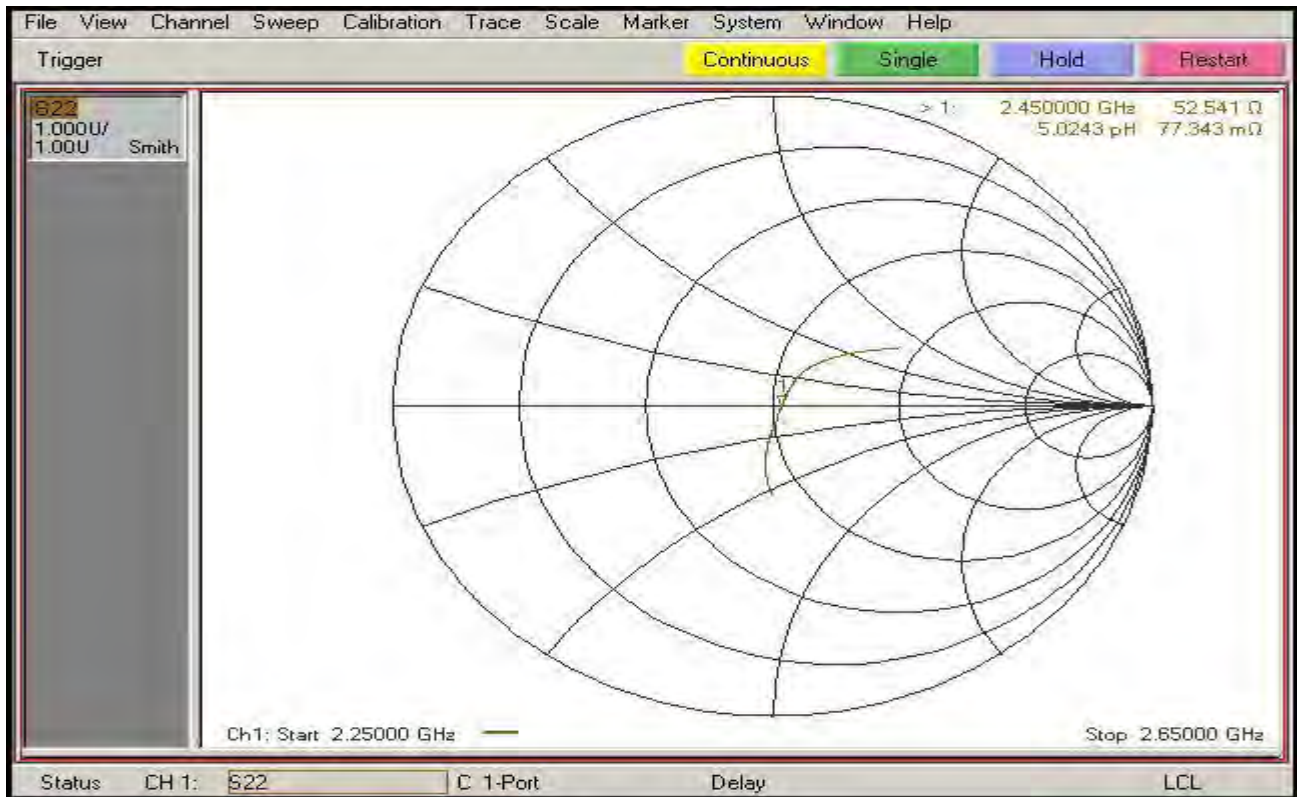 File View Channel Sweep Calibration Trace Scale Marker System Window Help
Trigger Continuous Single Hold Restart
S22
1.000U/
1.00U Smith
> 1: 2.450000 GHz 52.541 Ω
5.0243 pH 77.343 mΩ
Ch1: Start 2.25000 GHz
Stop 2.65000 GHz
Status CH 1: S22 C 1-Port Delay LCL